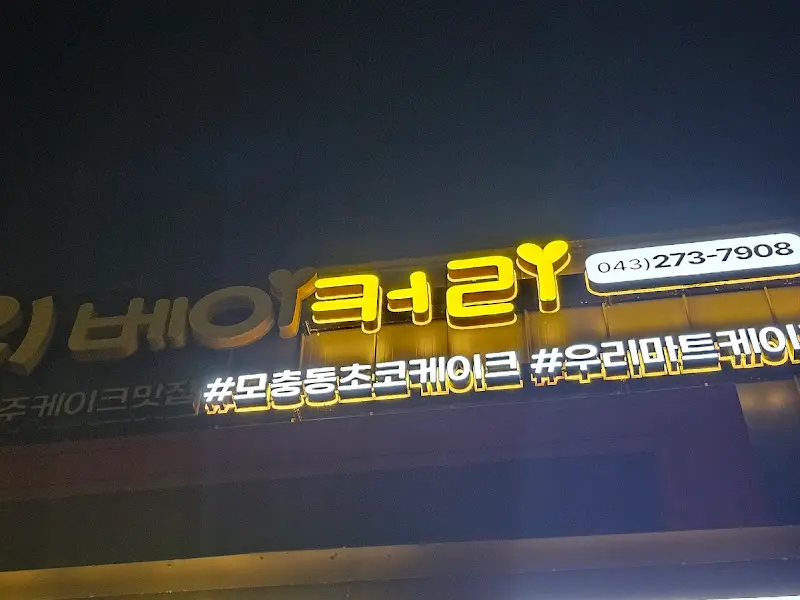 리 베이커리 043)273-7908
주케이크맛집 #모충동초코케이크 #우리마트케이